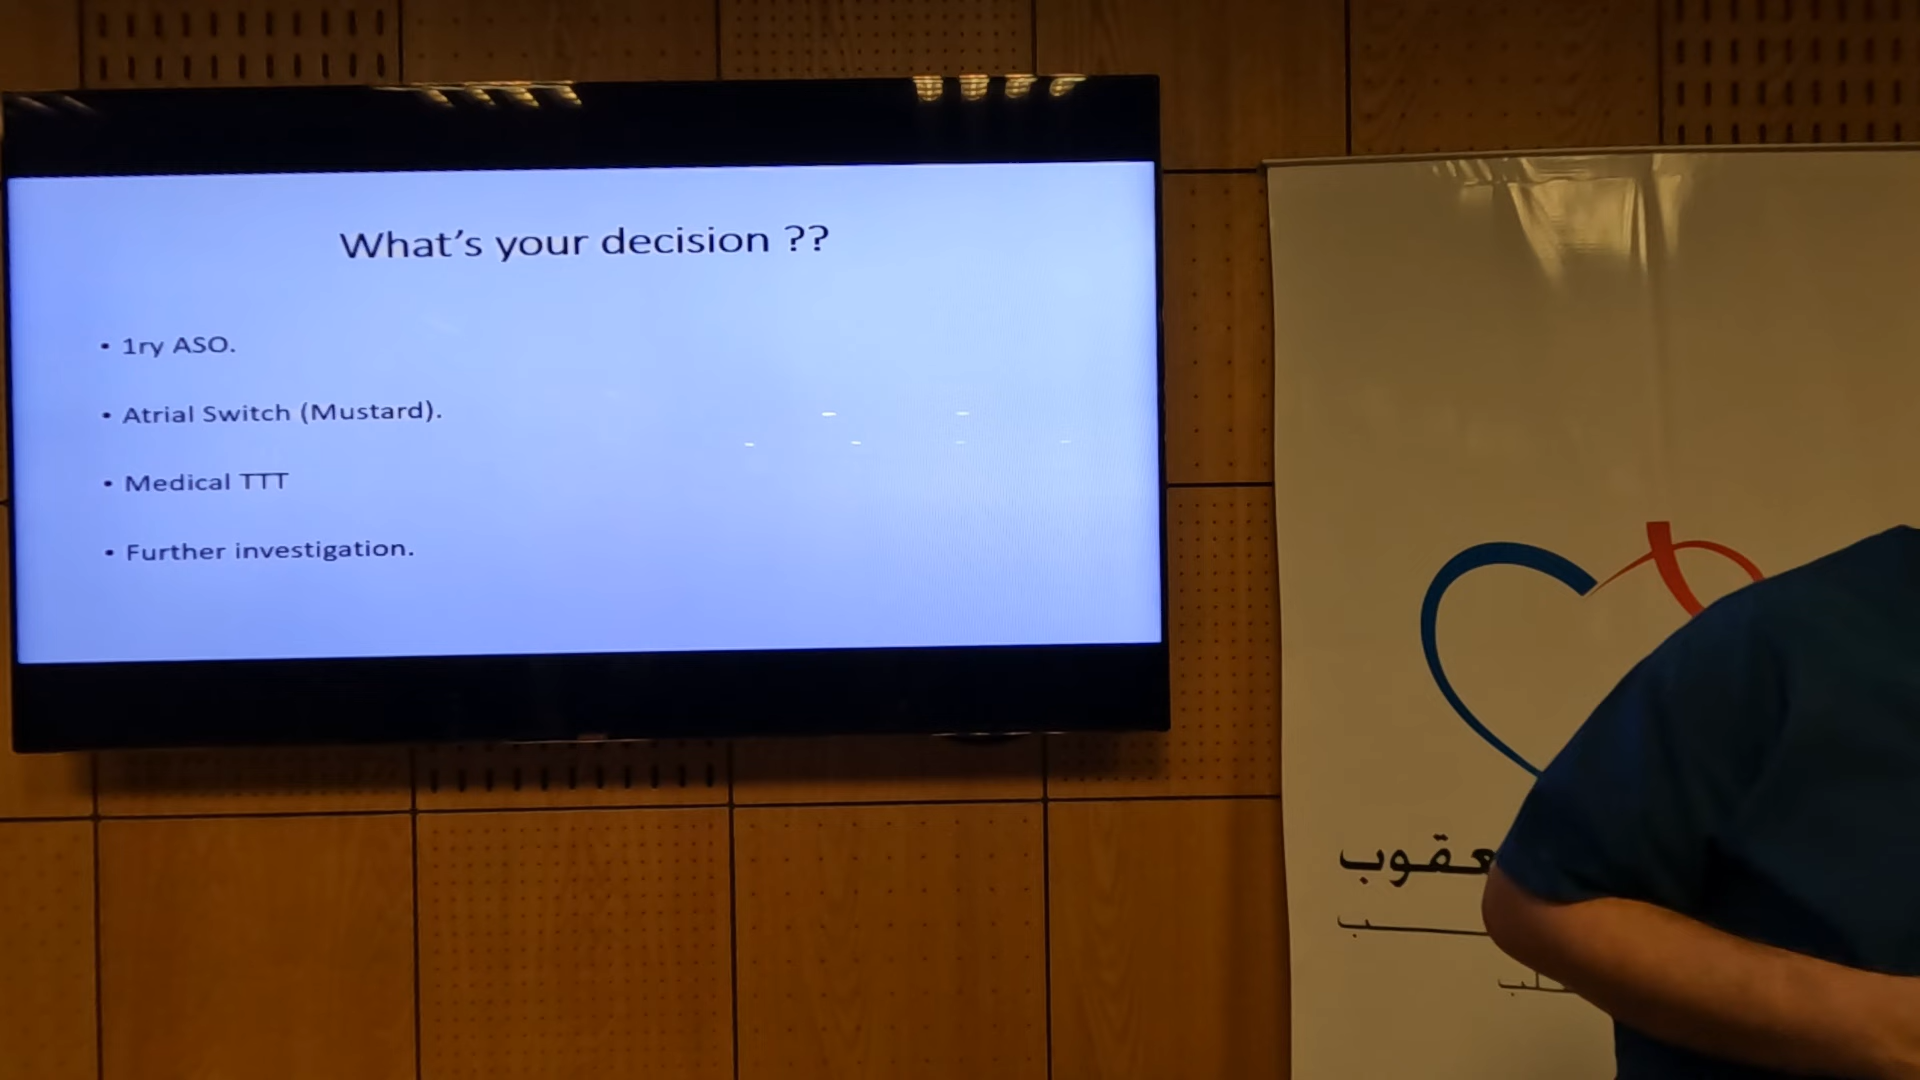 What's your decision ??
• 1ry ASO.
• Atrial Switch (Mustard).
• Medical TTT
• Further investigation.